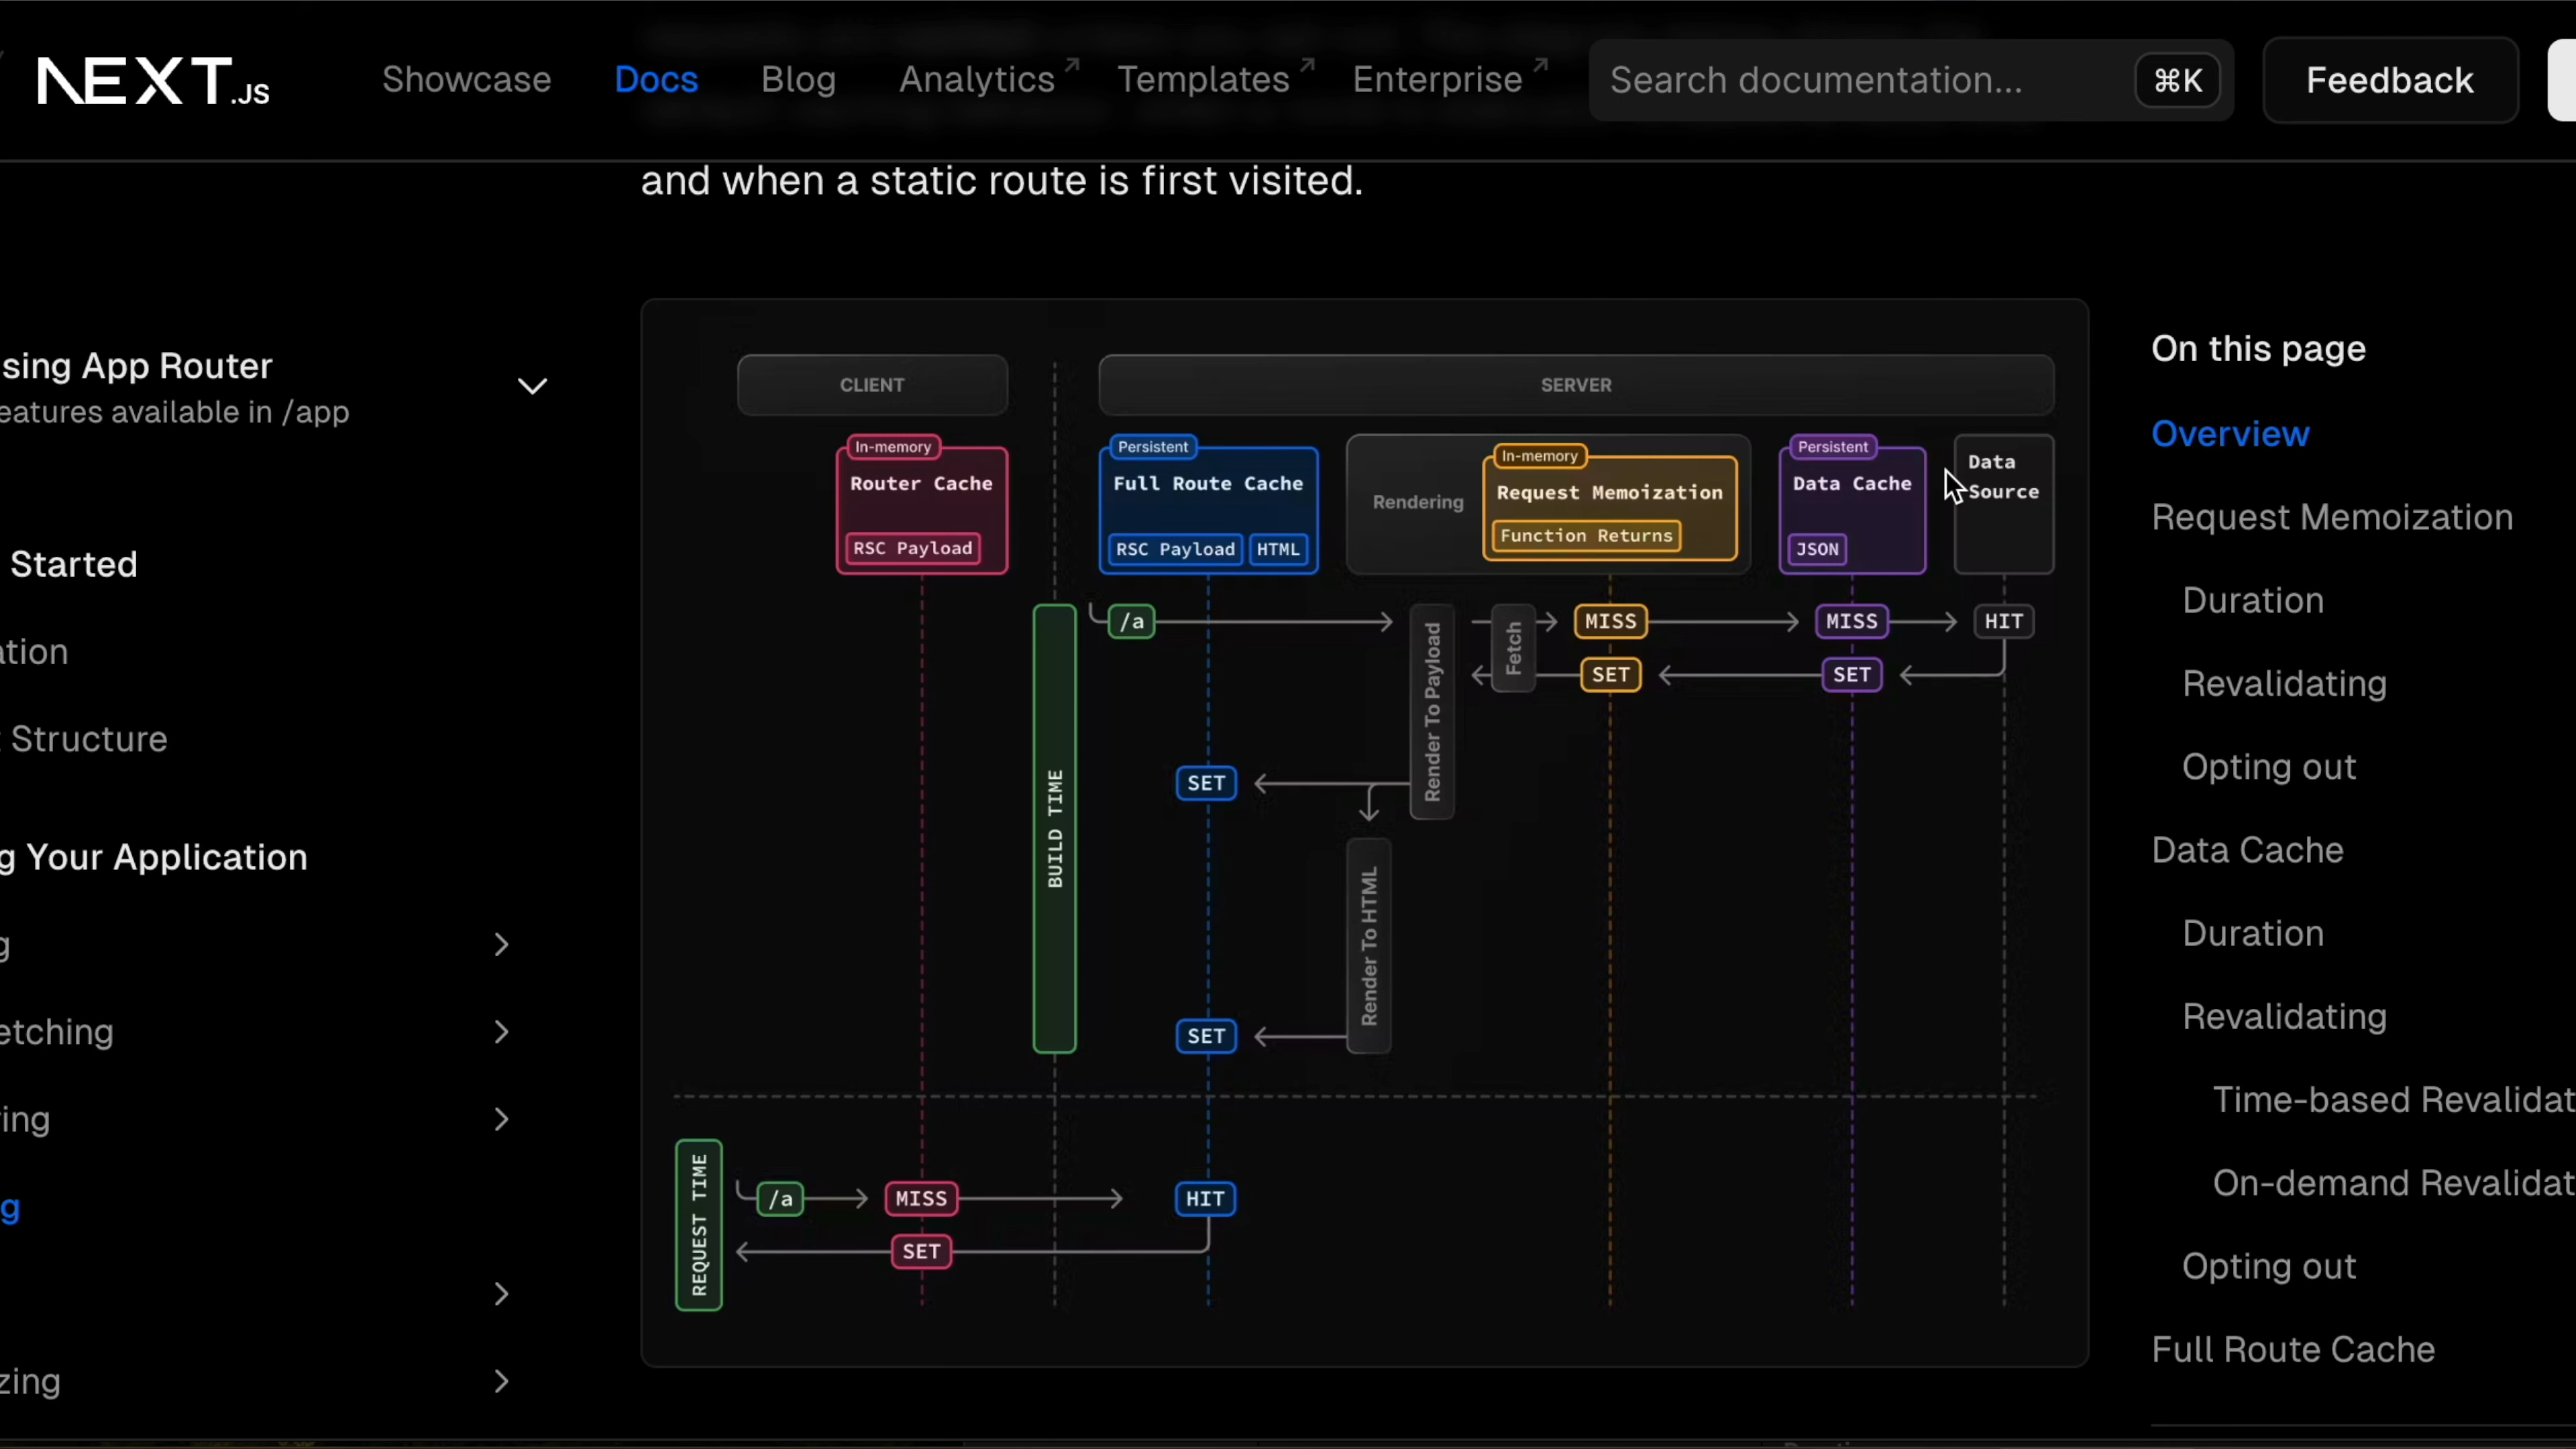 NEXT.JS
Showcase
Docs
Blog
Analytics
Templates
Enterprise
Search documentation...
⌘K
Feedback
and when a static route is first visited.
sing App Router
eatures available in /app
Started
ation
Structure
g Your Application
g
etching
ing
g
zing
CLIENT
SERVER
In-memory
Router Cache
RSC Payload
Persistent
Full Route Cache
RSC Payload
HTML
Rendering
In-memory
Request Memoization
Function Returns
Persistent
Data Cache
JSON
Data
Source
BUILD TIME
/a
Render To Payload
Fetch
MISS
MISS
HIT
SET
SET
SET
Render To HTML
SET
REQUEST TIME
/a
MISS
HIT
SET
On this page
Overview
Request Memoization
Duration
Revalidating
Opting out
Data Cache
Duration
Revalidating
Time-based Revalidat
On-demand Revalidat
Opting out
Full Route Cache